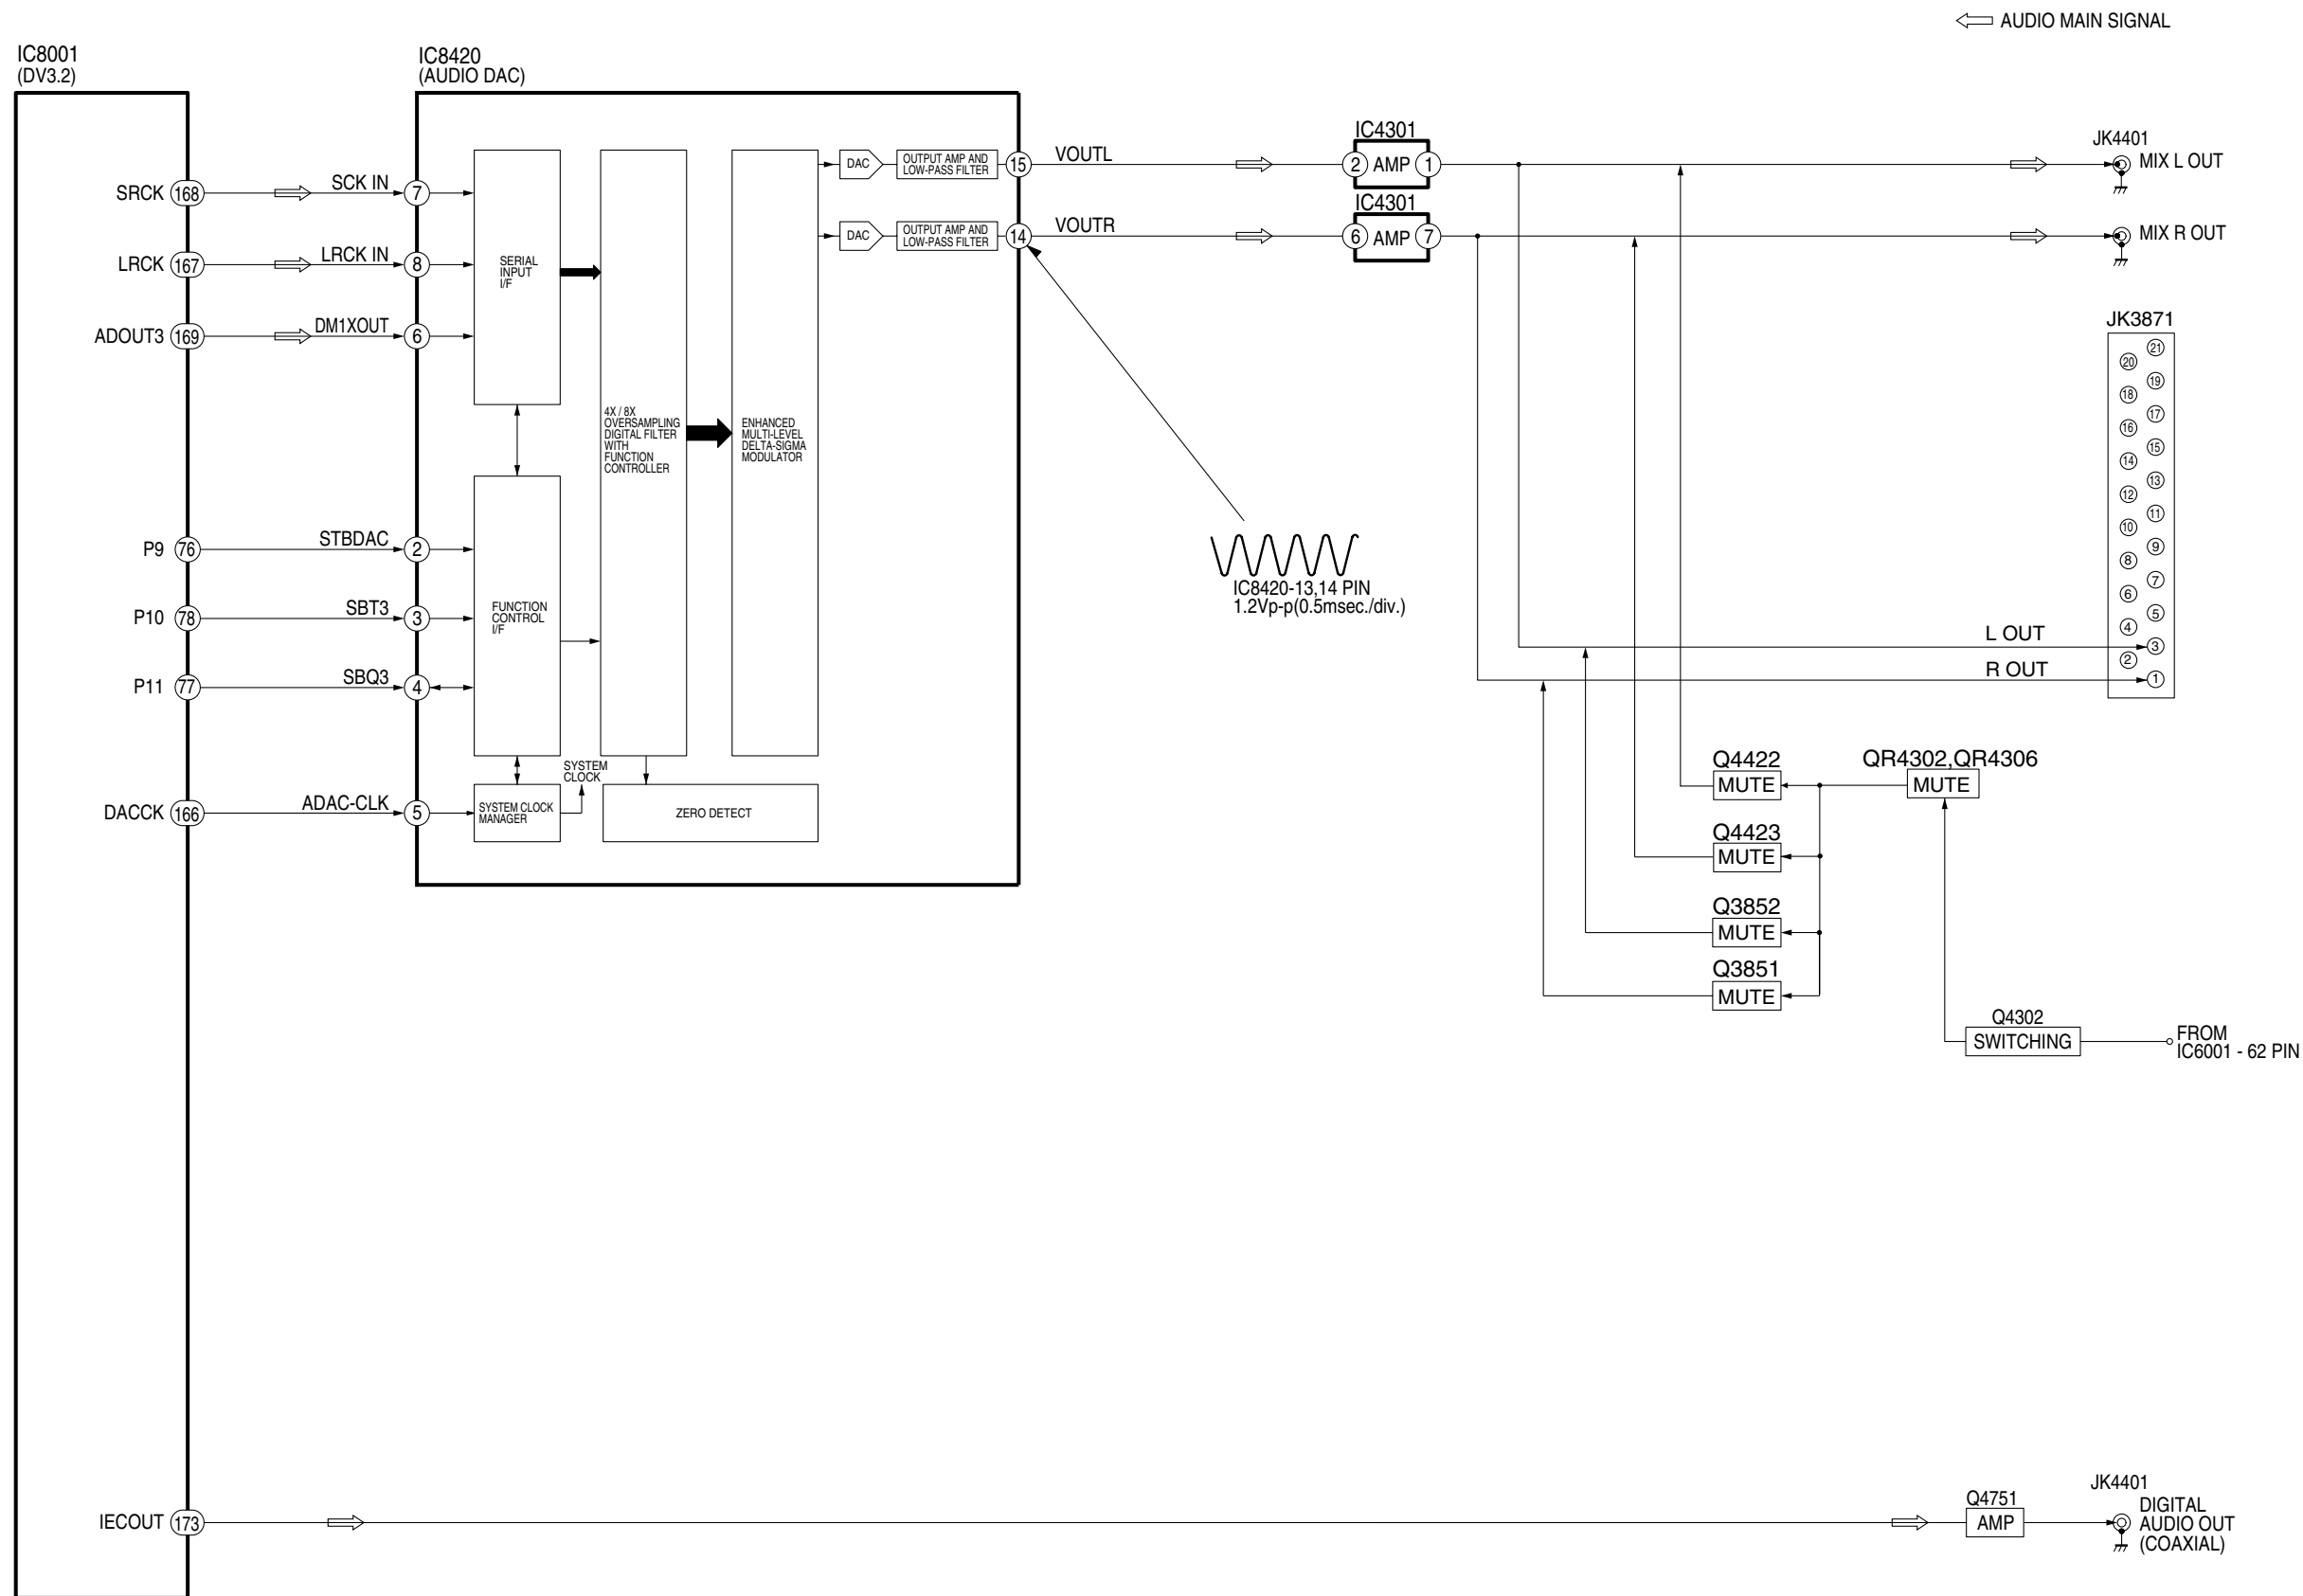 AUDIO MAIN SIGNAL
IC8001
(DV3.2)
IC8420
(AUDIO DAC)
SRCK 168 SCK IN 7
LRCK 167 LRCK IN 8
ADOUT3 169 DM1XOUT 6
P9 76 STBDAC 2
P10 78 SBT3 3
P11 77 SBQ3 4
DACCK 166 ADAC-CLK 5
IECOUT 173
SERIAL
INPUT
I/F
FUNCTION
CONTROL
I/F
SYSTEM CLOCK
MANAGER
SYSTEM
CLOCK
4X / 8X
OVERSAMPLING
DIGITAL FILTER
WITH
FUNCTION
CONTROLLER
ENHANCED
MULTI-LEVEL
DELTA-SIGMA
MODULATOR
ZERO DETECT
DAC
OUTPUT AMP AND
LOW-PASS FILTER
15 VOUTL
DAC
OUTPUT AMP AND
LOW-PASS FILTER
14 VOUTR
IC4301
2 AMP 1
IC4301
6 AMP 7
JK4401
MIX L OUT
MIX R OUT
IC8420-13,14 PIN
1.2Vp-p(0.5msec./div.)
JK3871
21
20
19
18
17
16
15
14
13
12
11
10
9
8
7
6
5
4
L OUT 3
2
R OUT 1
Q4422
MUTE
QR4302,QR4306
MUTE
Q4423
MUTE
Q3852
MUTE
Q3851
MUTE
Q4302
SWITCHING
FROM
IC6001 - 62 PIN
Q4751
AMP
JK4401
DIGITAL
AUDIO OUT
(COAXIAL)